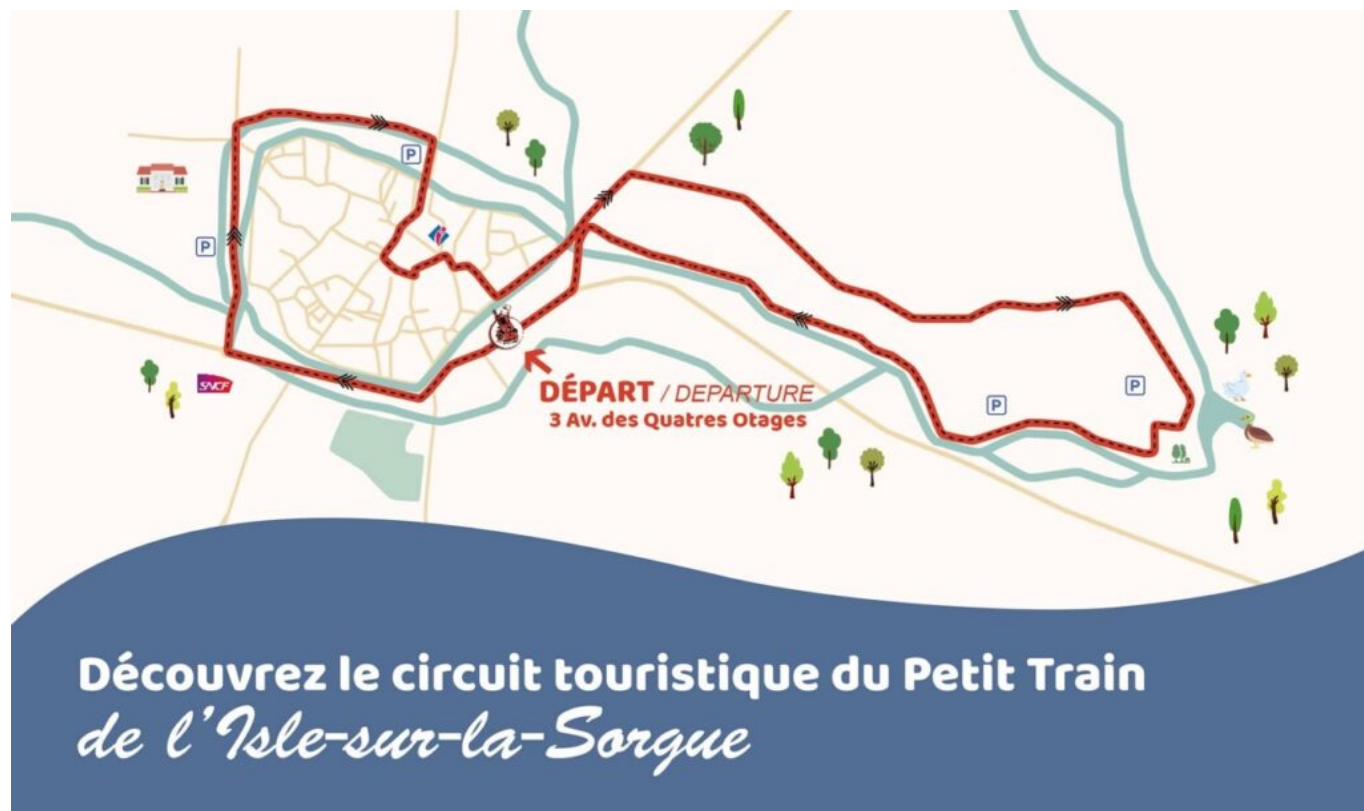 P
P
SNCF
DÉPART / DEPARTURE
3 Av. des Quatres Otages
P
P
Découvrez le circuit touristique du Petit Train
de l'Isle-sur-la-Sorgue